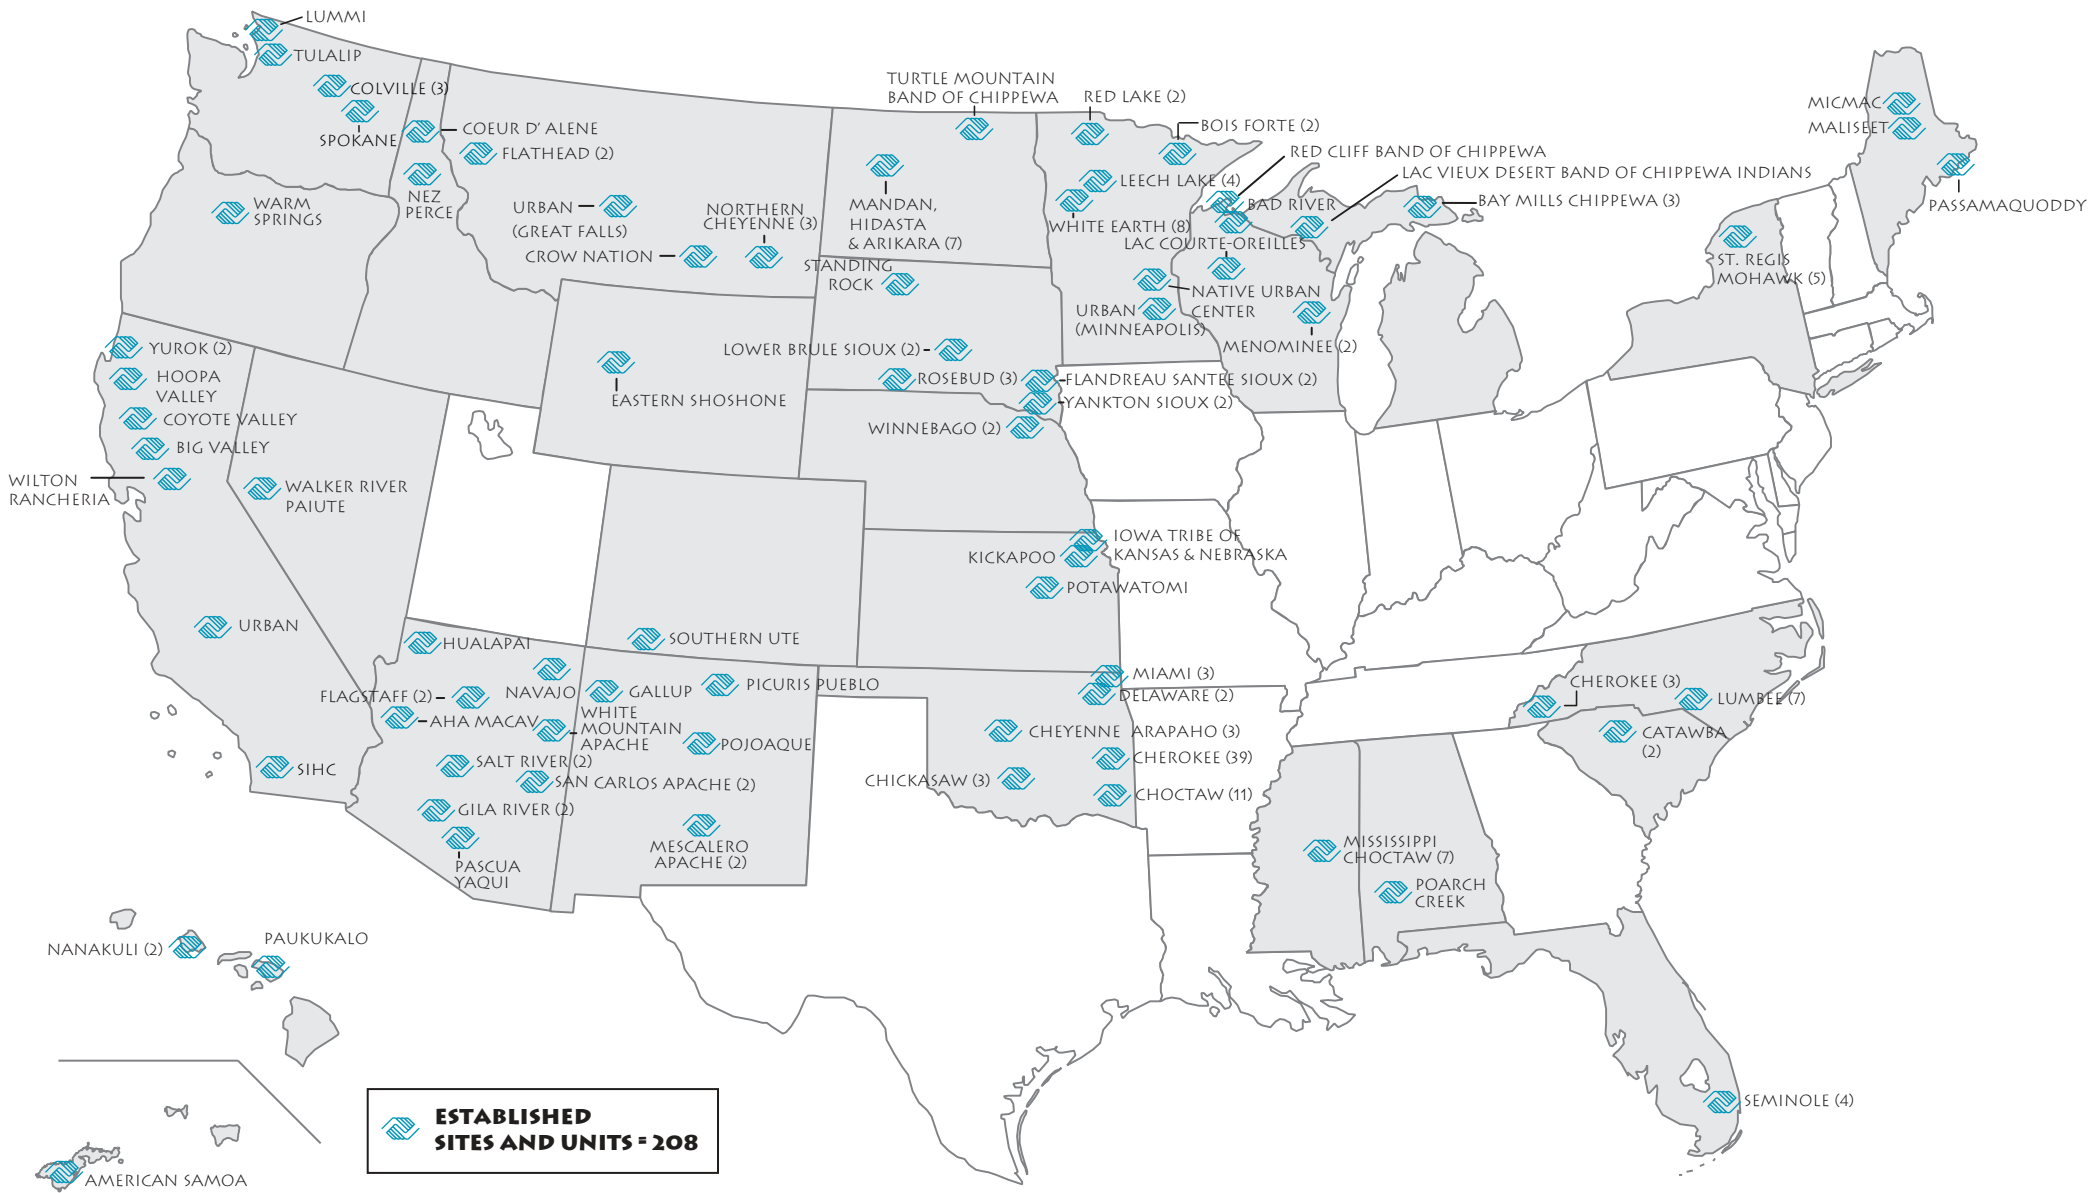 LUMMI
TULALIP
COLVILLE (3)
SPOKANE
COEUR D' ALENE
FLATHEAD (2)
NEZ
PERCE
WARM
SPRINGS
URBAN
(GREAT FALLS)
CROW NATION
NORTHERN
CHEYENNE (3)
TURTLE MOUNTAIN
BAND OF CHIPPEWA
MANDAN,
HIDASTA
& ARIKARA (7)
STANDING
ROCK
RED LAKE (2)
BOIS FORTE (2)
LEECH LAKE (4)
WHITE EARTH (8)
RED CLIFF BAND OF CHIPPEWA
LAC VIEUX DESERT BAND OF CHIPPEWA INDIANS
BAD RIVER
BAY MILLS CHIPPEWA (3)
LAC COURTE-OREILLES
NATIVE URBAN
CENTER
URBAN
(MINNEAPOLIS)
MENOMINEE (2)
MICMAC
MALISEET
PASSAMAQUODDY
ST. REGIS
MOHAWK (5)
YUROK (2)
HOOPA
VALLEY
COYOTE VALLEY
BIG VALLEY
WILTON
RANCHERIA
WALKER RIVER
PAIUTE
URBAN
SIHC
EASTERN SHOSHONE
LOWER BRULE SIOUX (2)
ROSEBUD (3)
FLANDREAU SANTEE SIOUX (2)
YANKTON SIOUX (2)
WINNEBAGO (2)
IOWA TRIBE OF
KANSAS & NEBRASKA
KICKAPOO
POTAWATOMI
HUALAPAI
SOUTHERN UTE
NAVAJO
FLAGSTAFF (2)
AHA MACAV
GALLUP
PICURIS PUEBLO
WHITE
MOUNTAIN
APACHE
POJOAQUE
SALT RIVER (2)
SAN CARLOS APACHE (2)
GILA RIVER (2)
PASCUA
YAQUI
MESCALERO
APACHE (2)
MIAMI (3)
DELAWARE (2)
CHEYENNE ARAPAHO (3)
CHEROKEE (39)
CHICKASAW (3)
CHOCTAW (11)
CHEROKEE (3)
LUMBEE (7)
CATAWBA
(2)
MISSISSIPPI
CHOCTAW (7)
POARCH
CREEK
SEMINOLE (4)
NANAKULI (2)
PAUKUKALO
AMERICAN SAMOA
ESTABLISHED
SITES AND UNITS = 208